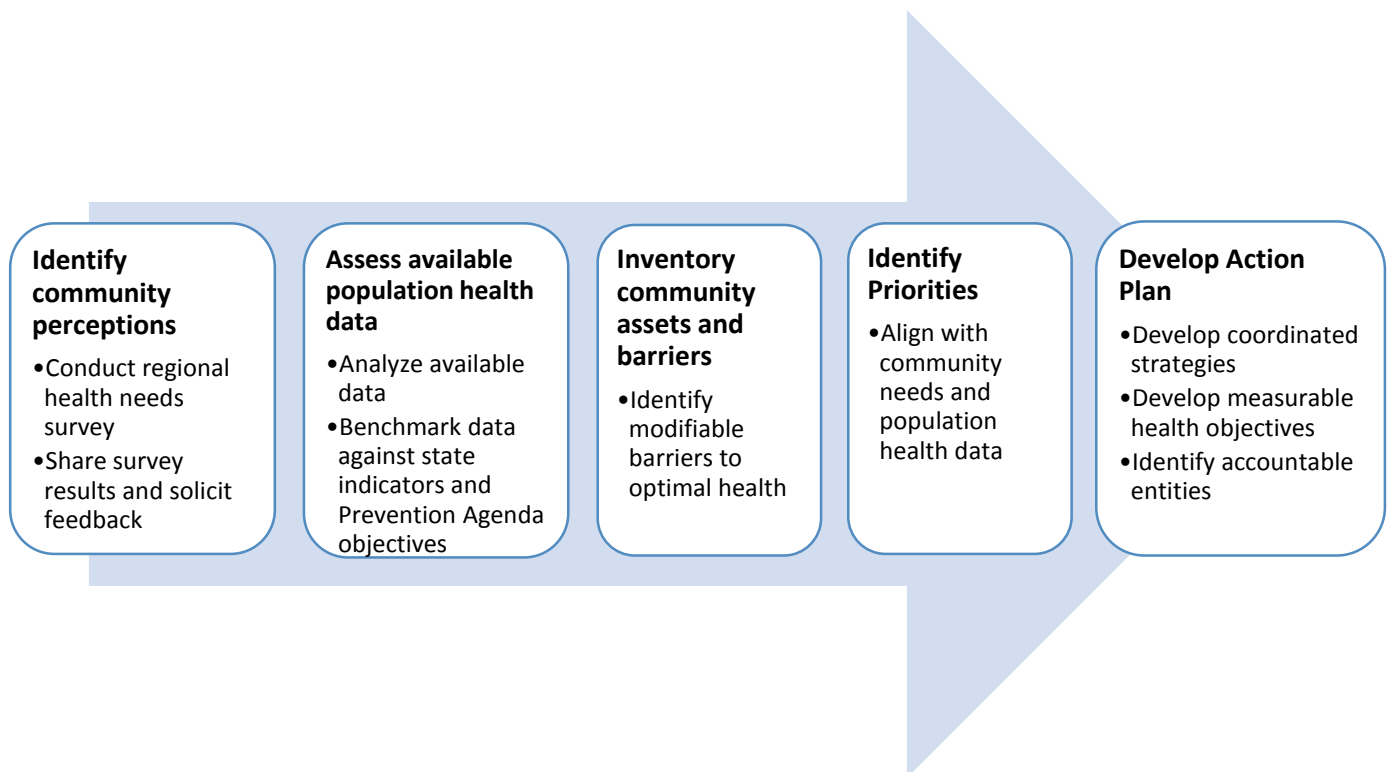 Identify
community
perceptions
•Conduct regional
health needs
survey
•Share survey
results and solicit
feedback
Assess available
population health
data
•Analyze available
data
•Benchmark data
against state
indicators and
Prevention Agenda
objectives
Inventory
community
assets and
barriers
•Identify
modifiable
barriers to
optimal health
Identify
Priorities
•Align with
community
needs and
population
health data
Develop Action
Plan
•Develop coordinated
strategies
•Develop measurable
health objectives
•Identify accountable
entities